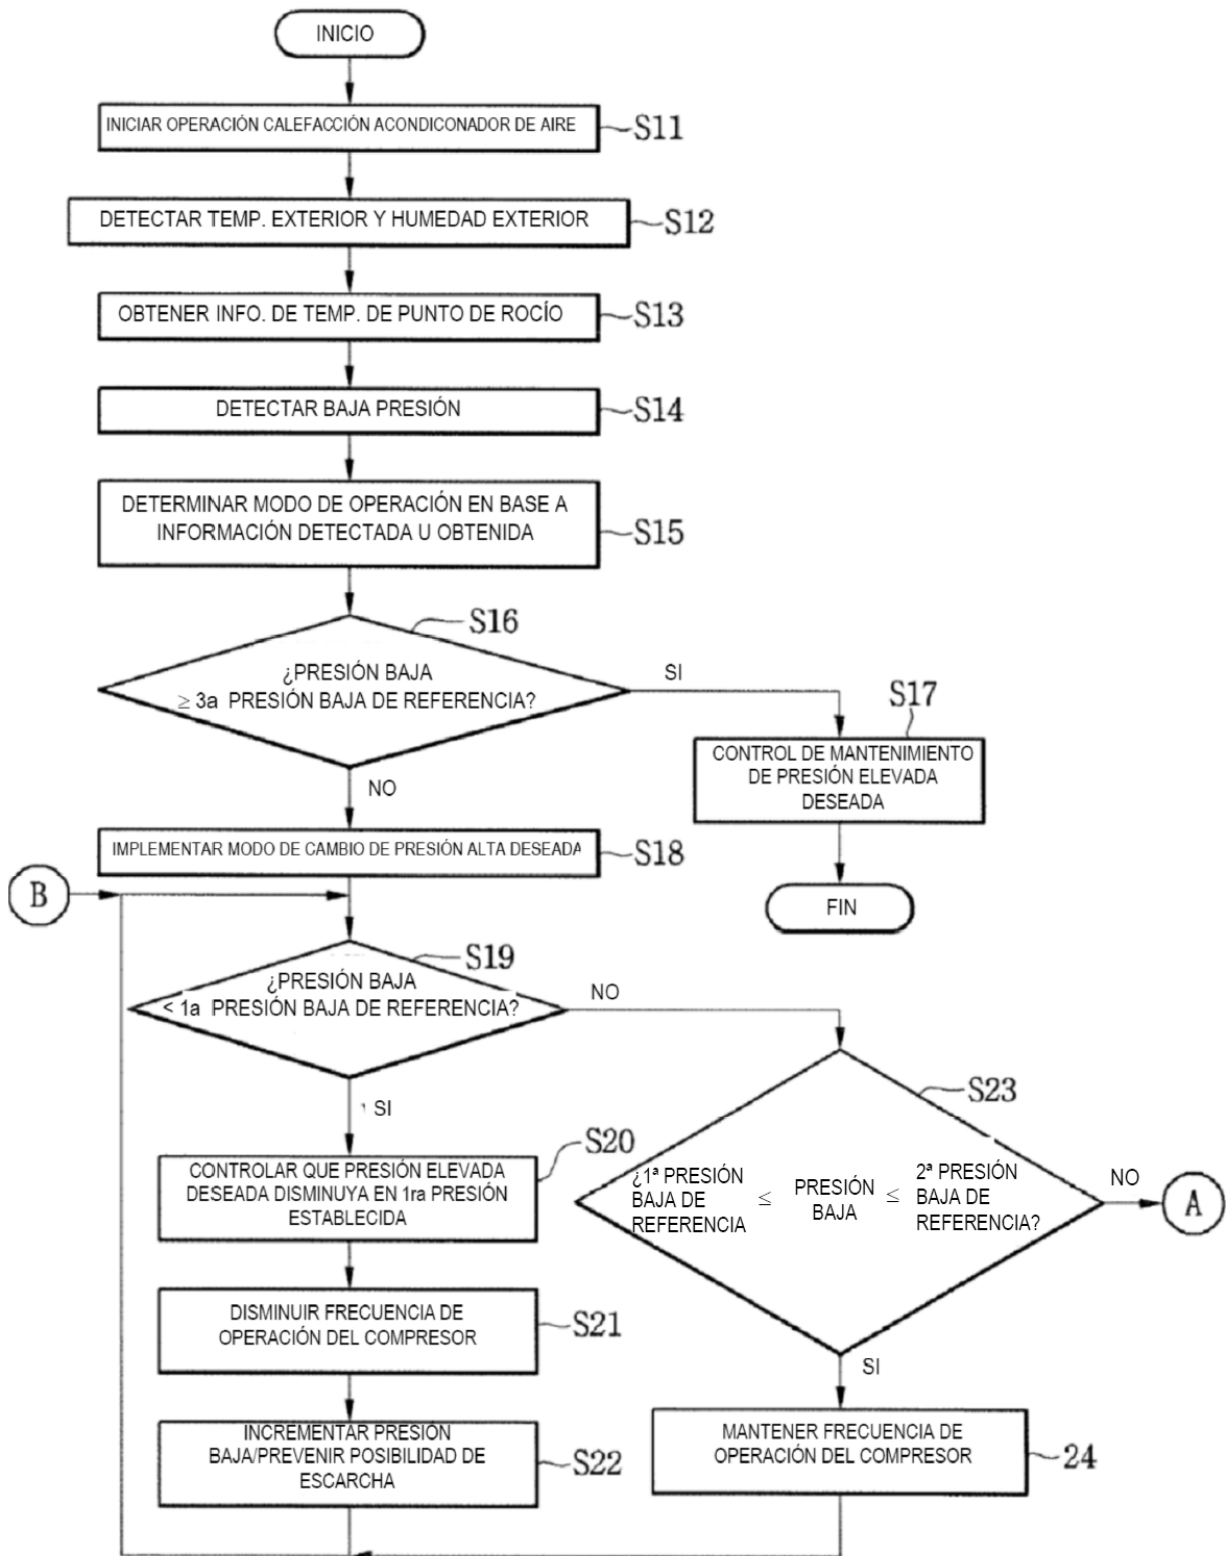 INICIO
INICIAR OPERACIÓN CALEFACCIÓN ACONDICONADOR DE AIRE
S11
DETECTAR TEMP. EXTERIOR Y HUMEDAD EXTERIOR
S12
OBTENER INFO. DE TEMP. DE PUNTO DE ROCÍO
S13
DETECTAR BAJA PRESIÓN
S14
DETERMINAR MODO DE OPERACIÓN EN BASE A
INFORMACIÓN DETECTADA U OBTENIDA
S15
S16
¿PRESIÓN BAJA
≥ 3a PRESIÓN BAJA DE REFERENCIA?
SI
NO
S17
CONTROL DE MANTENIMIENTO
DE PRESIÓN ELEVADA
DESEADA
FIN
IMPLEMENTAR MODO DE CAMBIO DE PRESIÓN ALTA DESEADA
S18
B
S19
¿PRESIÓN BAJA
< 1a PRESIÓN BAJA DE REFERENCIA?
NO
SI
S20
CONTROLAR QUE PRESIÓN ELEVADA
DESEADA DISMINUYA EN 1ra PRESIÓN
ESTABLECIDA
DISMINUIR FRECUENCIA DE
OPERACIÓN DEL COMPRESOR
S21
INCREMENTAR PRESIÓN
BAJA/PREVENIR POSIBILIDAD DE
ESCARCHA
S22
S23
¿1ª PRESIÓN
BAJA DE
REFERENCIA
≤
PRESIÓN
BAJA
≤
2ª PRESIÓN
BAJA DE
REFERENCIA?
NO
A
SI
MANTENER FRECUENCIA DE
OPERACIÓN DEL COMPRESOR
24